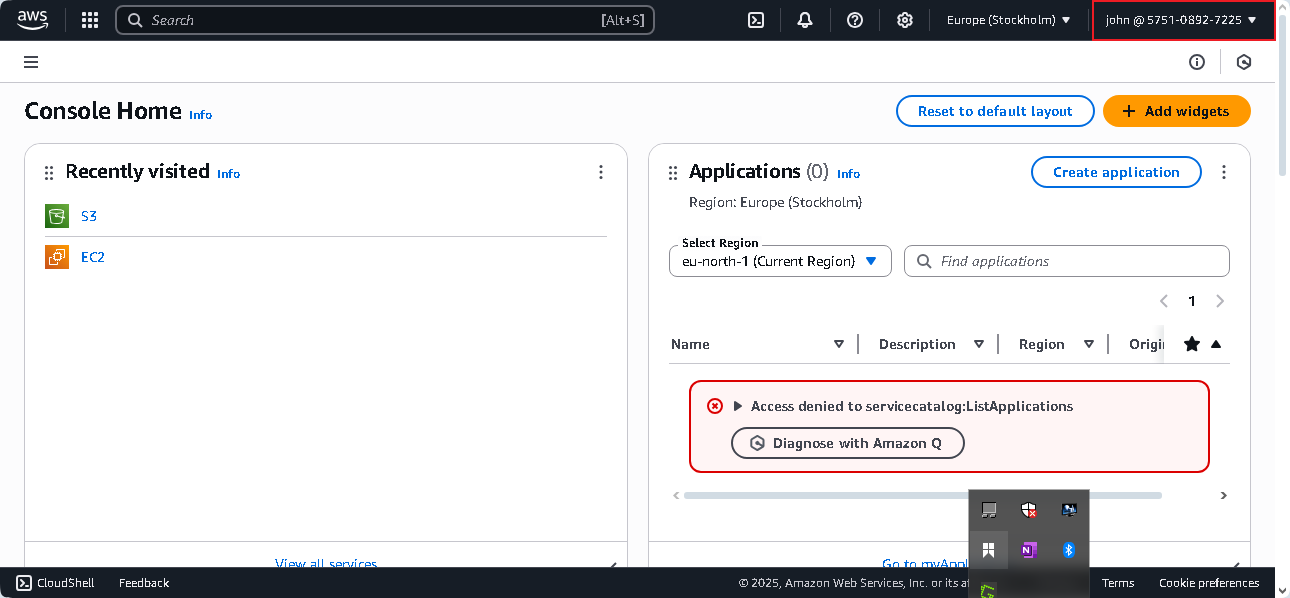 aws
Search
[Alt+S]
Europe (Stockholm)
john @ 5751-0892-7225
Console Home Info
Reset to default layout
Add widgets
Recently visited Info
S3
EC2
View all services
Applications (0) Info
Create application
Region: Europe (Stockholm)
Select Region
eu-north-1 (Current Region)
Find applications
1
Name
Description
Region
Access denied to servicecatalog:ListApplications
Diagnose with Amazon Q
Go to
CloudShell
Feedback
© 2025, Amazon Web Services, Inc. or its
Terms
Cookie preferences